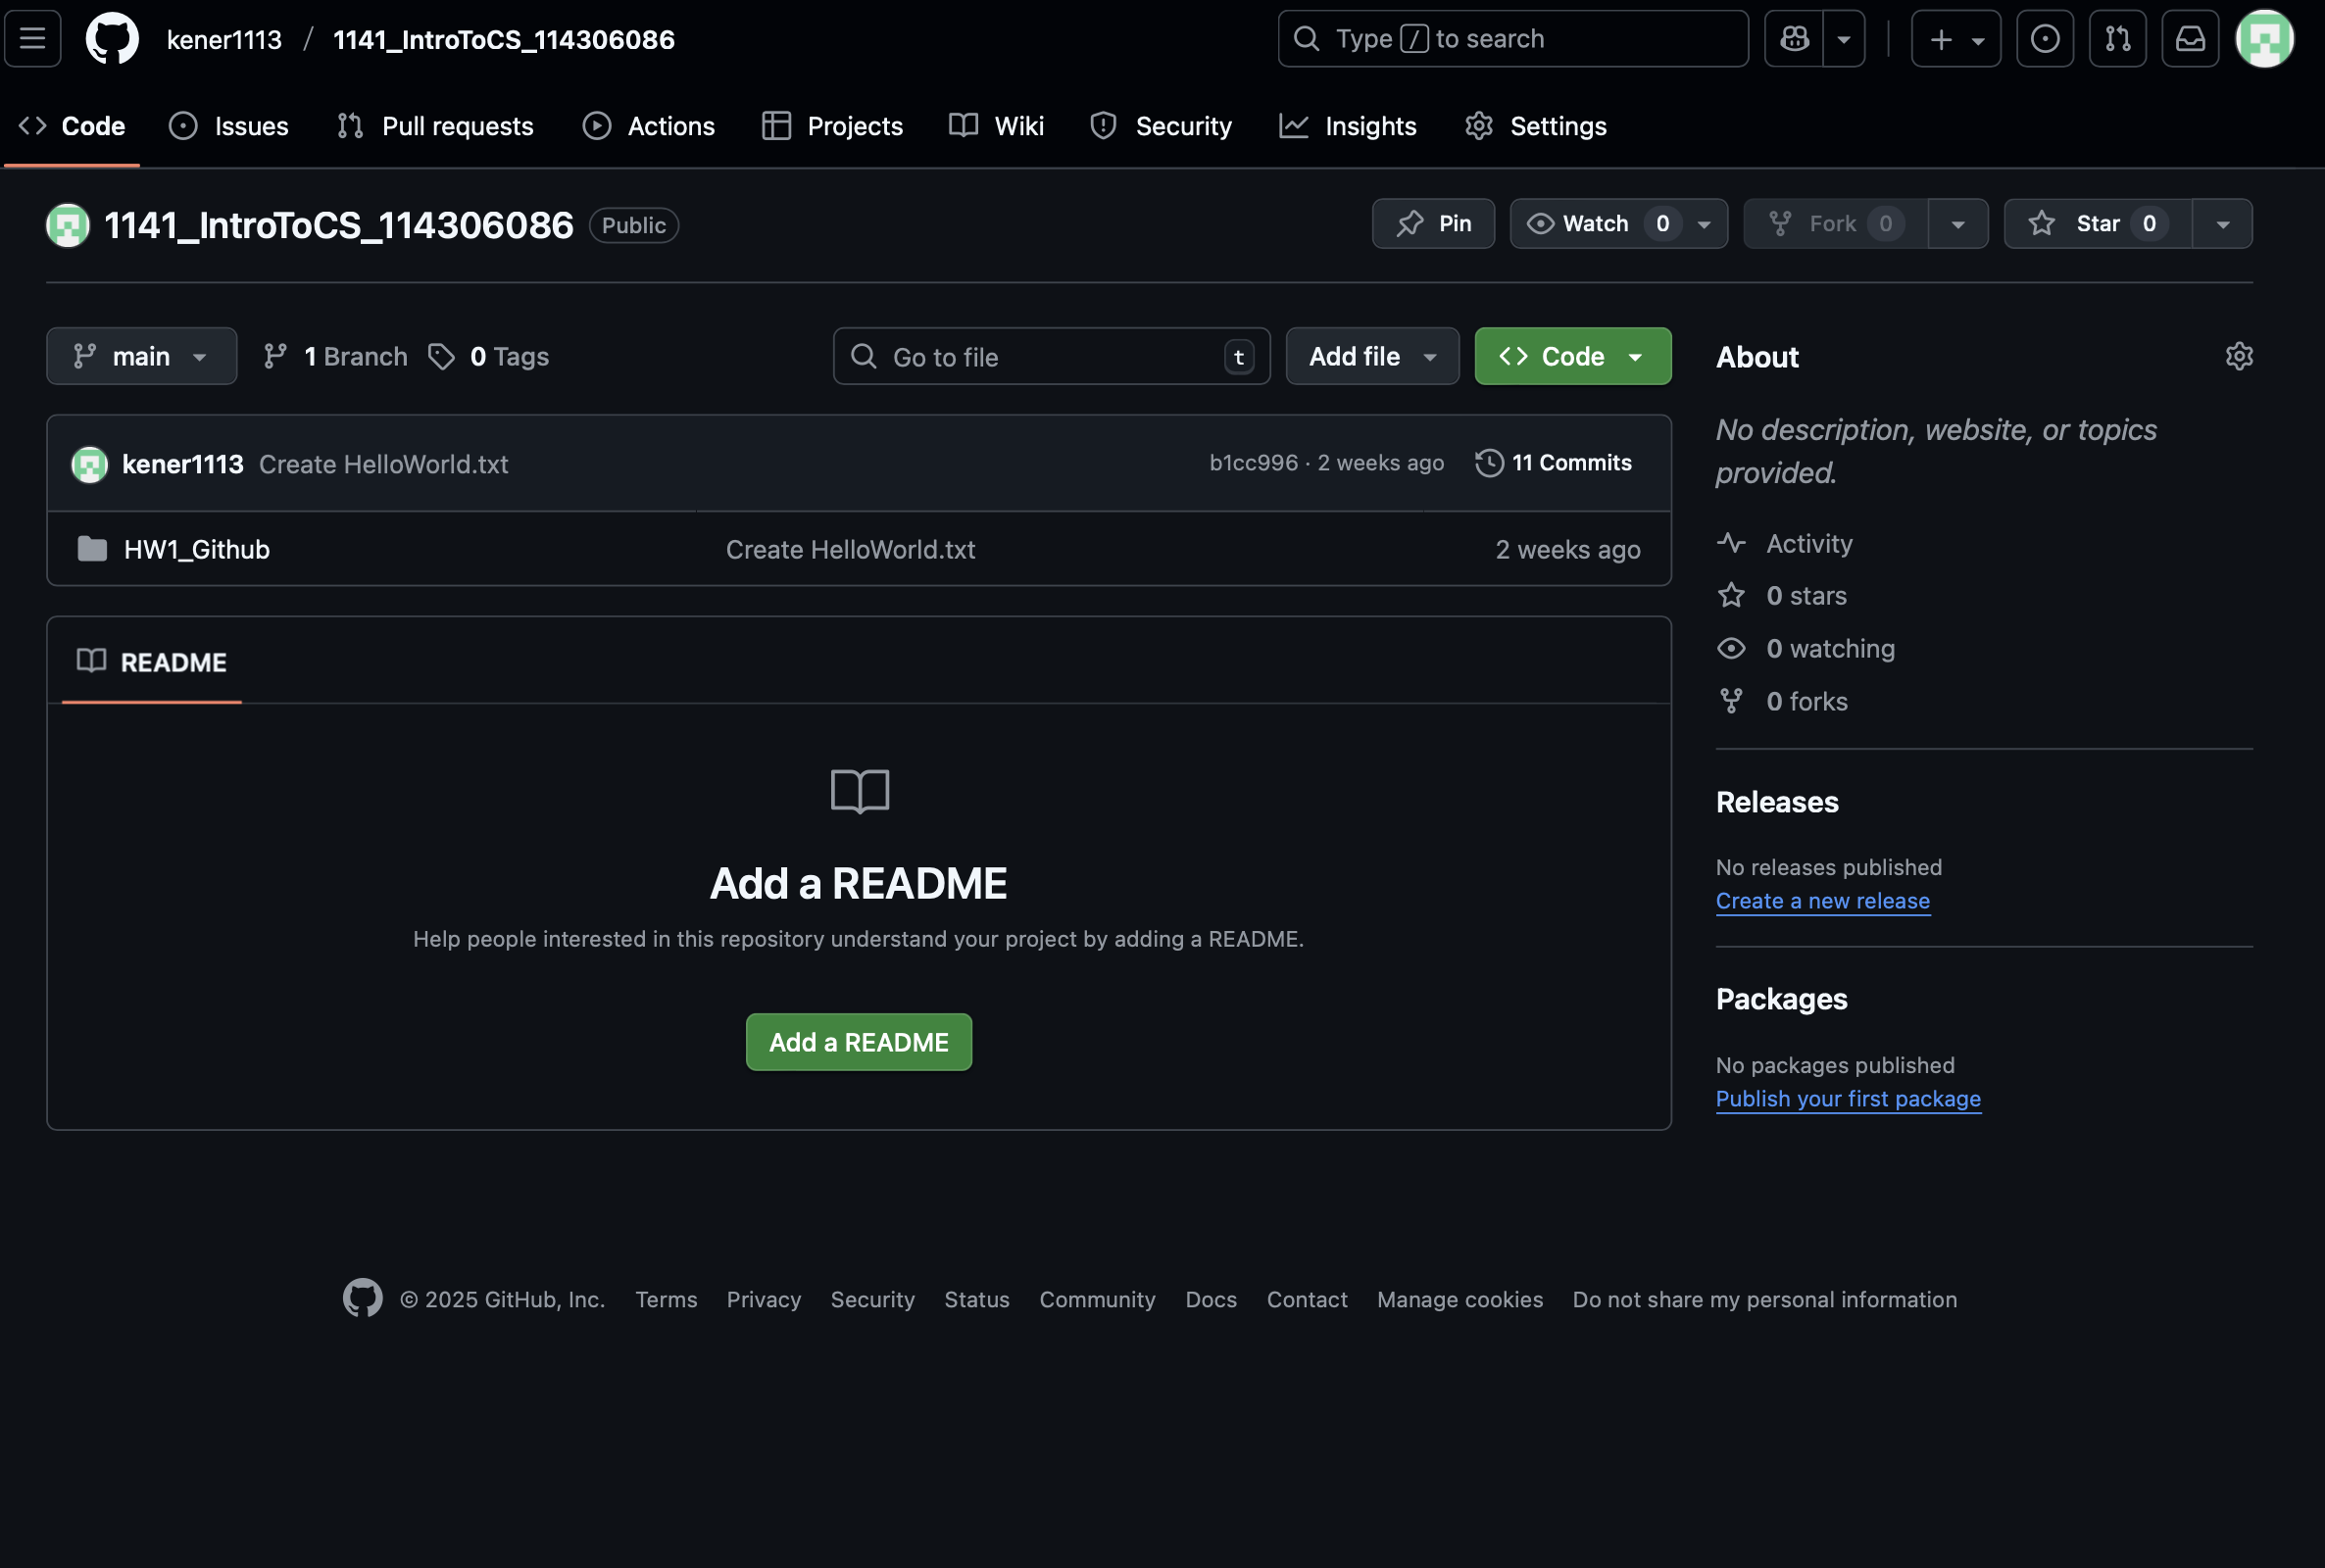 kener1113 / 1141_IntroToCS_114306086
Type / to search
Code Issues Pull requests Actions Projects Wiki Security Insights Settings
1141_IntroToCS_114306086 Public
Pin Watch 0 Fork 0 Star 0
main 1 Branch 0 Tags Go to file t Add file Code
kener1113 Create HelloWorld.txt b1cc996 · 2 weeks ago 11 Commits
HW1_Github Create HelloWorld.txt 2 weeks ago
README
Add a README
Help people interested in this repository understand your project by adding a README.
Add a README
About
No description, website, or topics
provided.
Activity
0 stars
0 watching
0 forks
Releases
No releases published
Create a new release
Packages
No packages published
Publish your first package
© 2025 GitHub, Inc. Terms Privacy Security Status Community Docs Contact Manage cookies Do not share my personal information